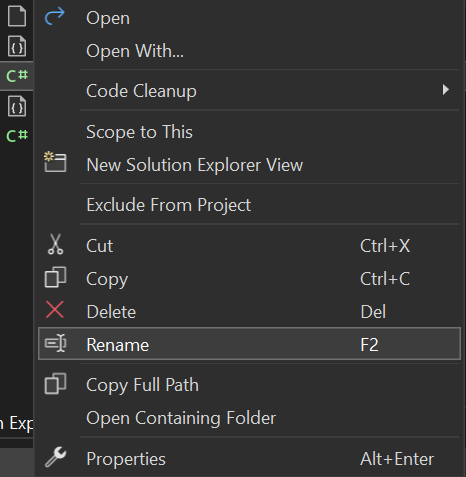 Open
Open With...
C#
Code Cleanup
C#
Scope to This
New Solution Explorer View
Exclude From Project
Cut Ctrl+X
Copy Ctrl+C
Delete Del
Rename F2
Copy Full Path
Open Containing Folder
n Exp
Properties Alt+Enter